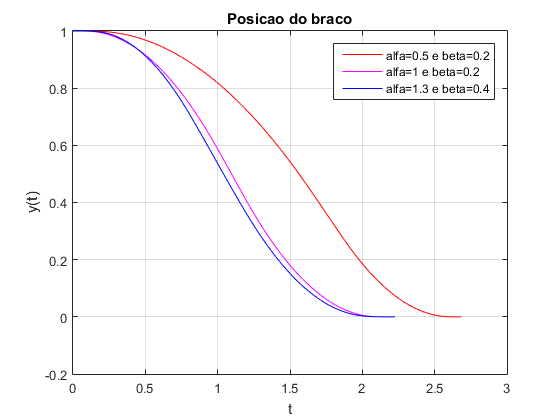 Posicao do braco
alfa=0.5 e beta=0.2
alfa=1 e beta=0.2
alfa=1.3 e beta=0.4
y(t)
1
0.8
0.6
0.4
0.2
0
-0.2
0
0.5
1
1.5
2
2.5
3
t